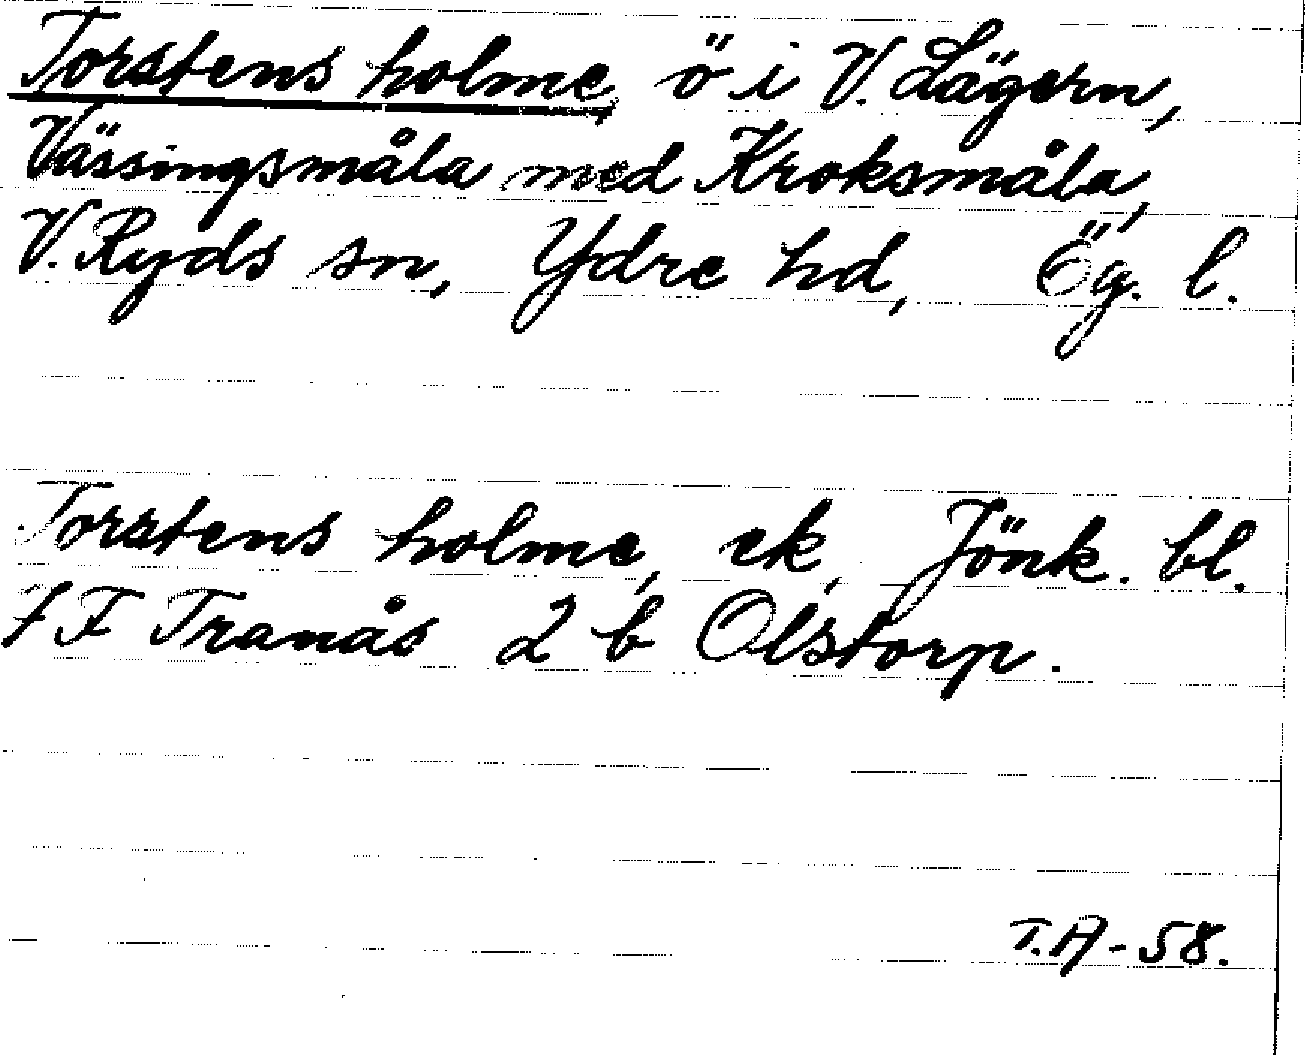 Torstens holme, ö i V. Lägern,
Vässingsmåla med Kroksmåla,
V. Ryds sn, Ydre hd, Ög. l.
Torstens holme, ek, Jönk. bl.
7 F Tranås 2 b Olstorp.
T.A-58.